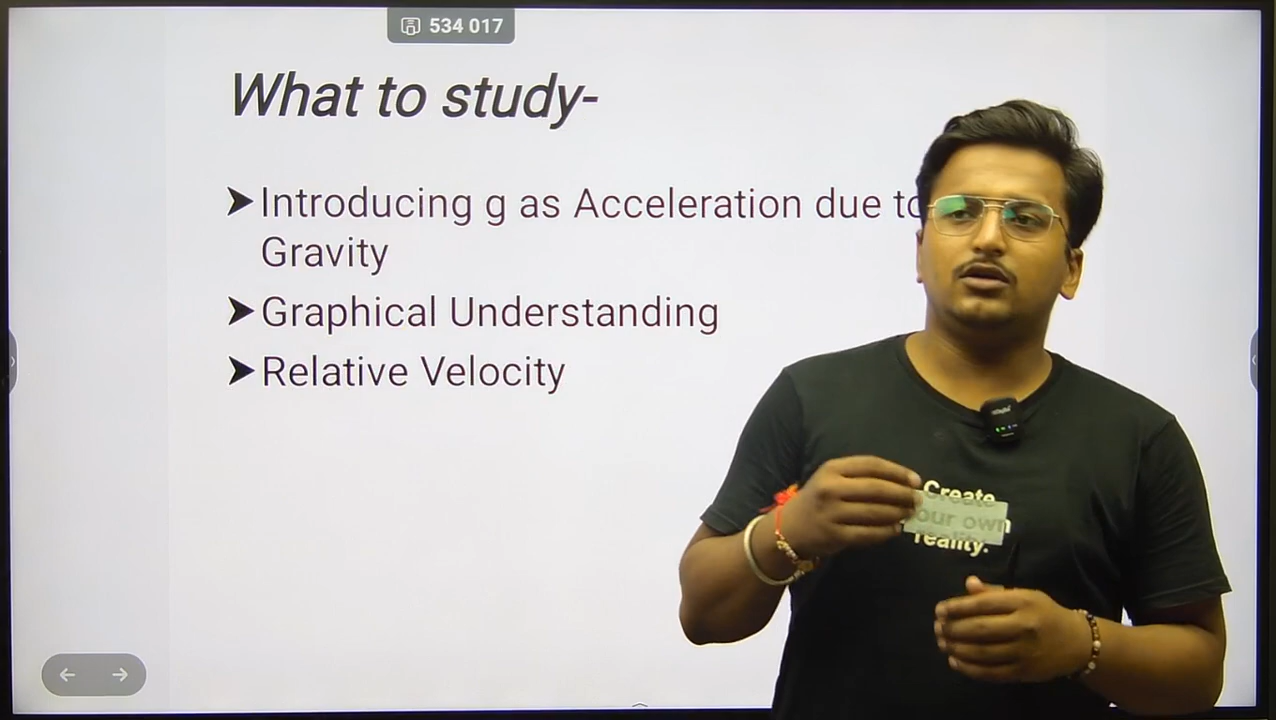 534 017
What to study-
➤Introducing g as Acceleration due to
Gravity
➤Graphical Understanding
➤Relative Velocity
Create
your own
reality.